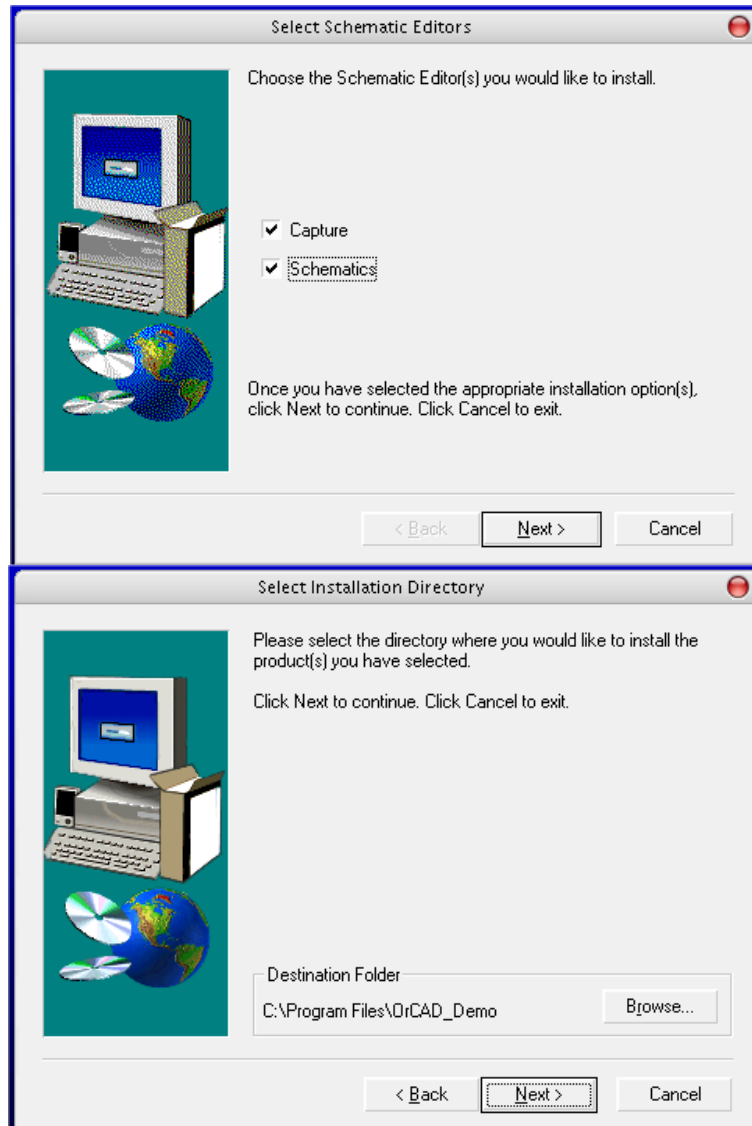 Select Schematic Editors
Choose the Schematic Editor(s) you would like to install.
Capture
Schematics
Once you have selected the appropriate installation option(s),
click Next to continue. Click Cancel to exit.
< Back
Next >
Cancel
Select Installation Directory
Please select the directory where you would like to install the
product(s) you have selected.
Click Next to continue. Click Cancel to exit.
Destination Folder
C:\Program Files\OrCAD_Demo
Browse...
< Back
Next >
Cancel